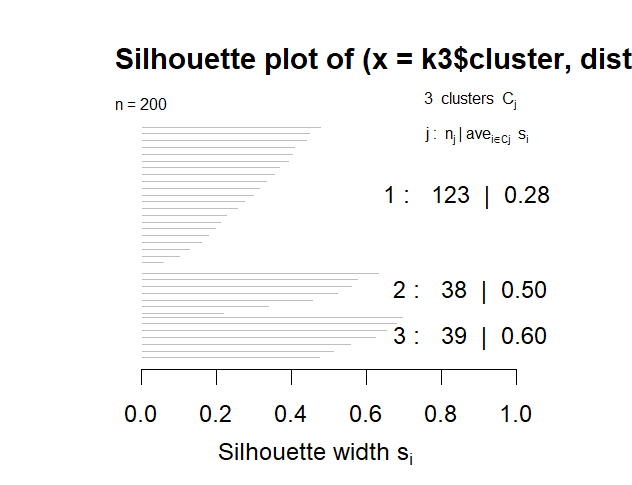 Silhouette plot of (x = k3$cluster, dist
n = 200
3 clusters Cj
j : nj | avei∈Cj si
1 : 123 | 0.28
2 : 38 | 0.50
3 : 39 | 0.60
0.0 0.2 0.4 0.6 0.8 1.0
Silhouette width si